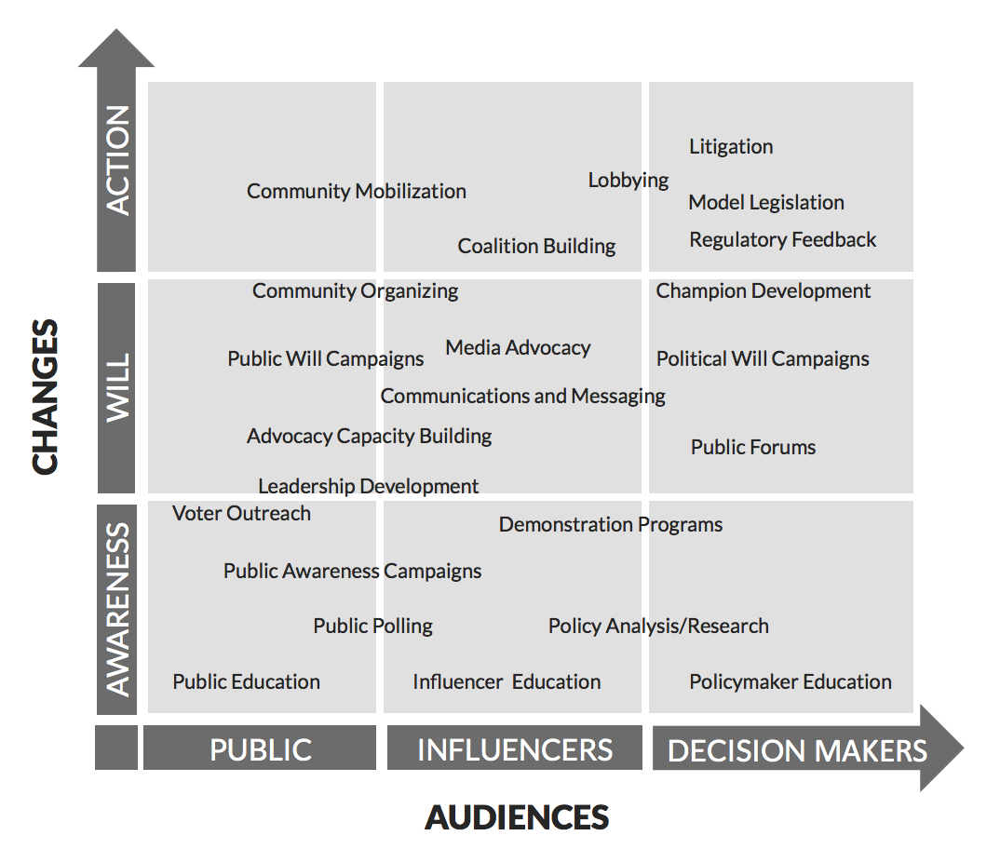 ACTION
Litigation
Lobbying
Community Mobilization
Model Legislation
Coalition Building
Regulatory Feedback
CHANGES
WILL
Community Organizing
Champion Development
Media Advocacy
Public Will Campaigns
Political Will Campaigns
Communications and Messaging
Advocacy Capacity Building
Public Forums
Leadership Development
AWARENESS
Voter Outreach
Demonstration Programs
Public Awareness Campaigns
Public Polling
Policy Analysis/Research
Public Education
Influencer Education
Policymaker Education
PUBLIC
INFLUENCERS
DECISION MAKERS
AUDIENCES